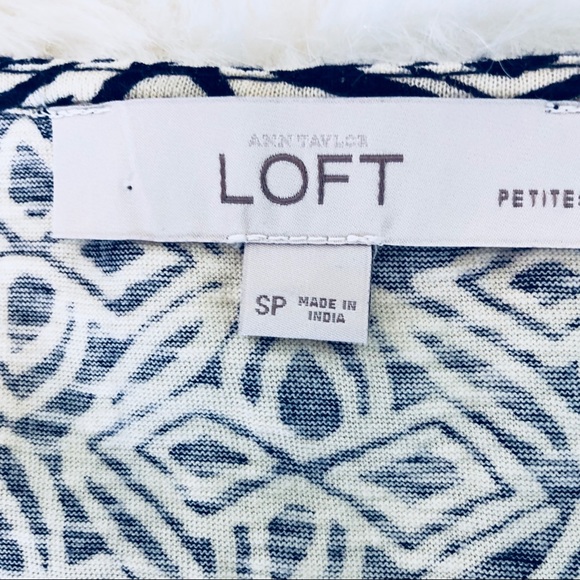 ANN TAYLOR
LOFT
PETITES
SP
MADE IN
INDIA